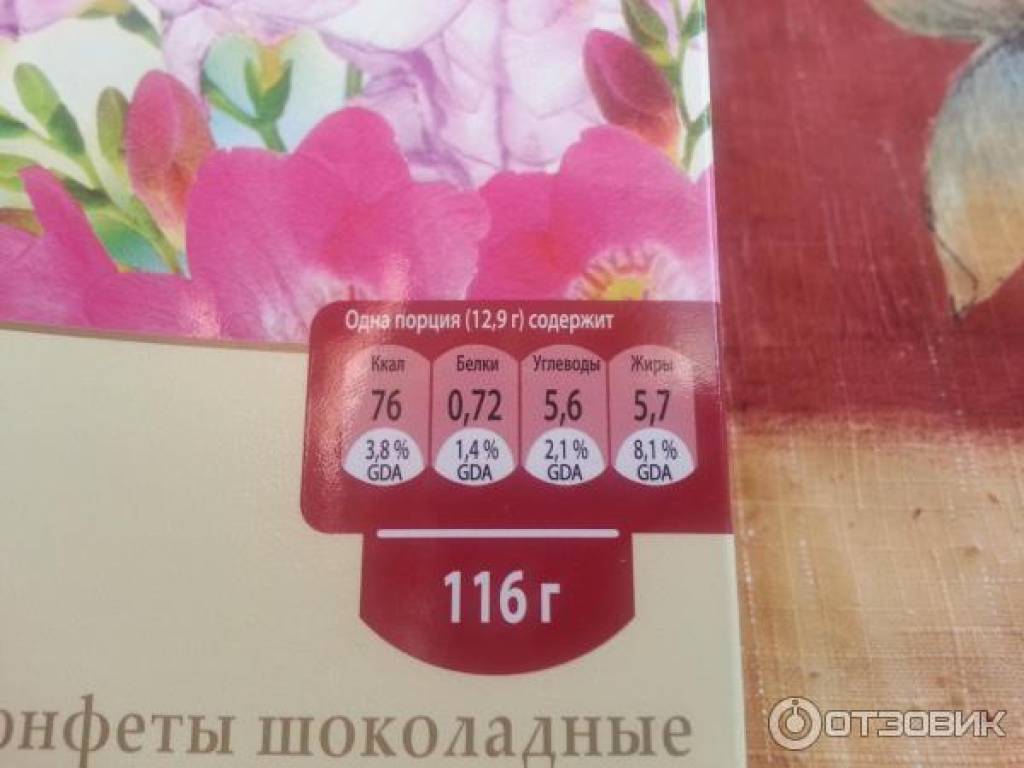 Одна порция (12,9 г) содержит
Ккал Белки Углеводы Жиры
76 0,72 5,6 5,7
3,8 % 1,4 % 2,1 % 8,1 %
GDA GDA GDA GDA
116 г
онфеты шоколадные
ОТЗОВИК